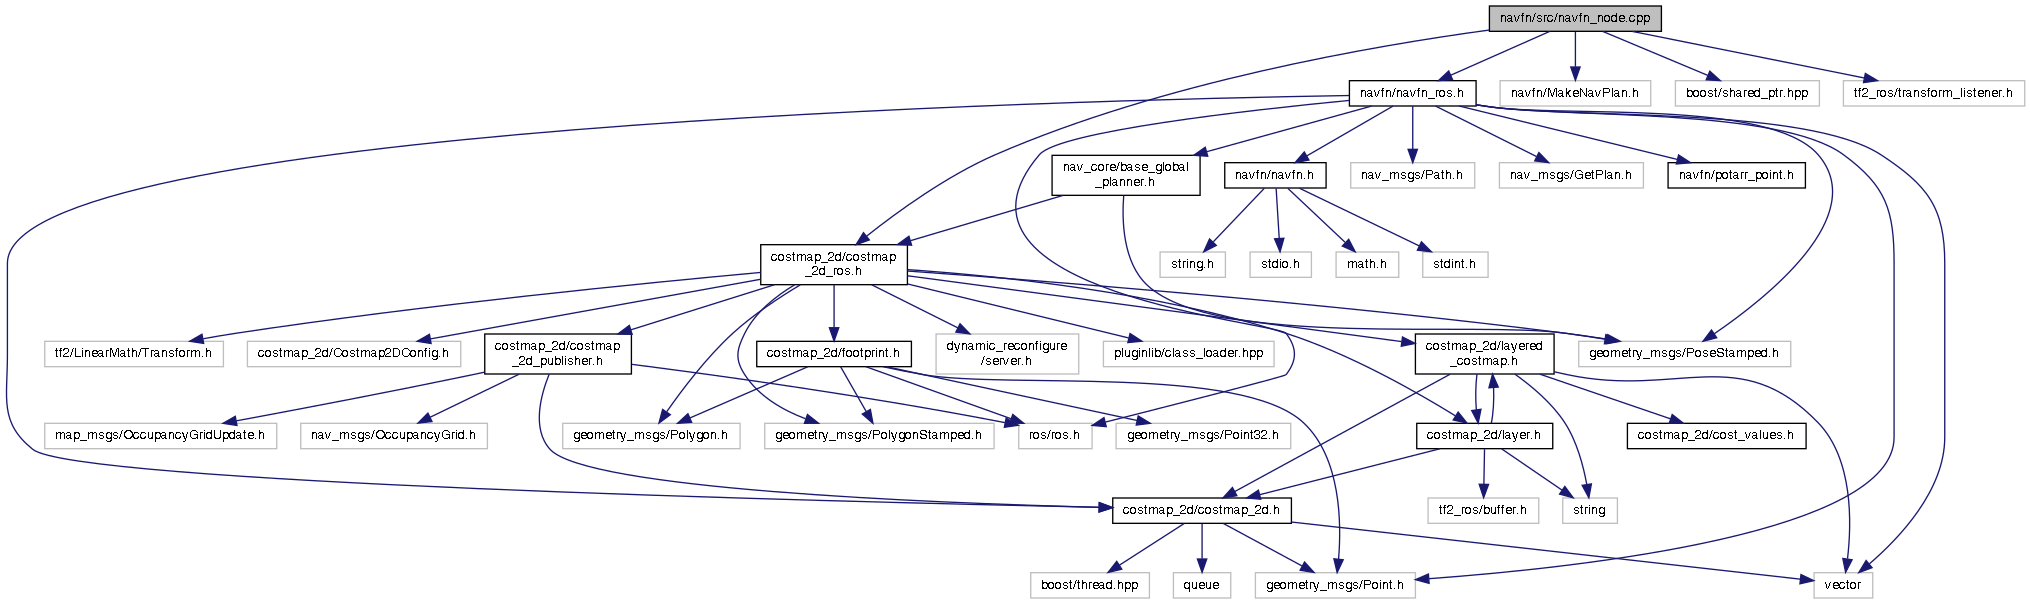 navfn/src/navfn_node.cpp
navfn/navfn_ros.h
navfn/MakeNavPlan.h
boost/shared_ptr.hpp
tf2_ros/transform_listener.h
nav_core/base_global
_planner.h
navfn/navfn.h
nav_msgs/Path.h
nav_msgs/GetPlan.h
navfn/potarr_point.h
costmap_2d/costmap
_2d_ros.h
string.h
stdio.h
math.h
stdint.h
tf2/LinearMath/Transform.h
costmap_2d/Costmap2DConfig.h
costmap_2d/costmap
_2d_publisher.h
costmap_2d/footprint.h
dynamic_reconfigure
/server.h
pluginlib/class_loader.hpp
costmap_2d/layered
_costmap.h
geometry_msgs/PoseStamped.h
map_msgs/OccupancyGridUpdate.h
nav_msgs/OccupancyGrid.h
geometry_msgs/Polygon.h
geometry_msgs/PolygonStamped.h
ros/ros.h
geometry_msgs/Point32.h
costmap_2d/layer.h
costmap_2d/cost_values.h
costmap_2d/costmap_2d.h
tf2_ros/buffer.h
string
boost/thread.hpp
queue
geometry_msgs/Point.h
vector